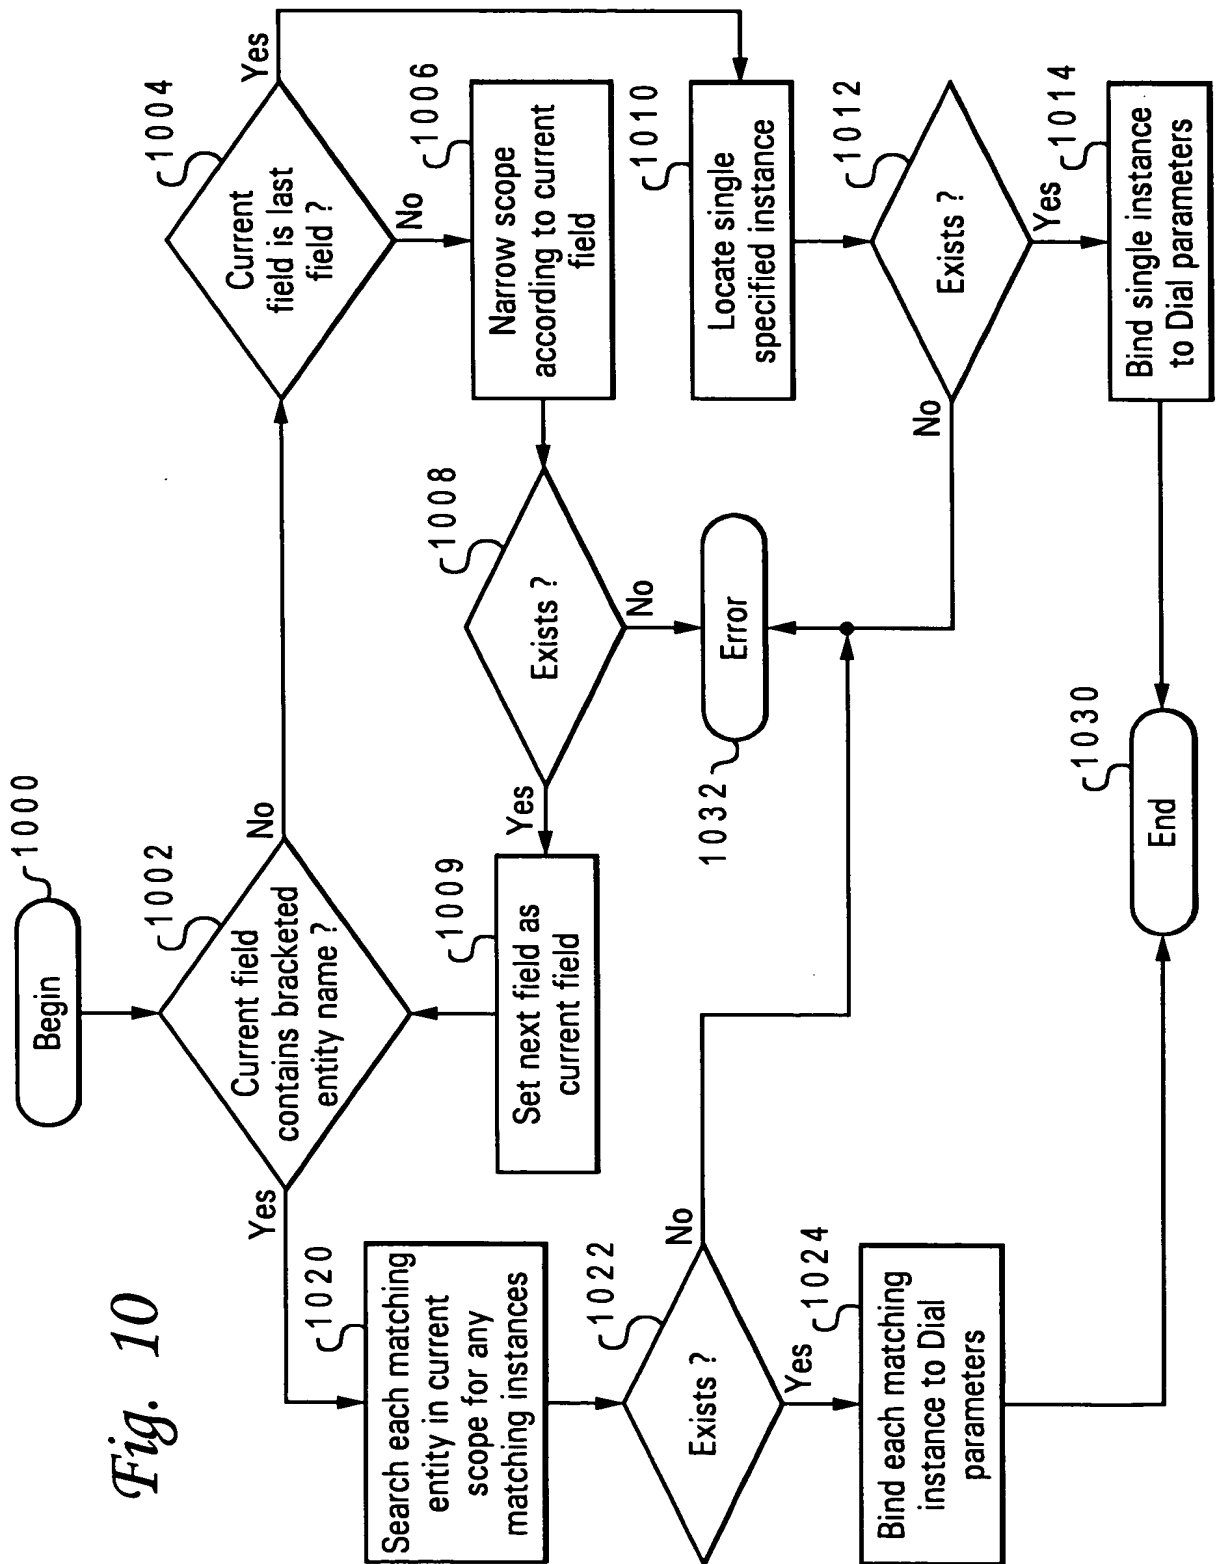 Fig. 10
Begin
1000
Current field
contains bracketed
entity name ?
1002
Yes
No
Current
field is last
field ?
1004
Yes
No
Narrow scope
according to current
field
1006
Exists ?
1008
Yes
No
Set next field as
current field
1009
Error
1032
Locate single
specified instance
1010
Exists ?
1012
No
Yes
Bind single instance
to Dial parameters
1014
Search each matching
entity in current
scope for any
matching instances
1020
Exists ?
1022
No
Yes
Bind each matching
instance to Dial
parameters
1024
End
1030